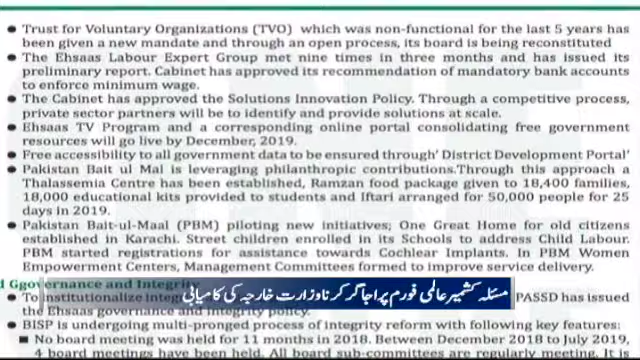 ● Trust for Voluntary Organizations (TVO) which was non-functional for the last 5 years has
been given a new mandate and through an open process, its board is being reconstituted
● The Ehsaas Labour Expert Group met nine times in three months and has issued its
preliminary report. Cabinet has approved its recommendation of mandatory bank accounts
to enforce minimum wage.
● The Cabinet has approved the Solutions Innovation Policy. Through a competitive process,
private sector partners will be to identify and provide solutions at scale.
● Ehsaas TV Program and a corresponding online portal consolidating free government
resources will go live by December, 2019.
● Free accessibility to all government data to be ensured through' District Development Portal'
● Pakistan Bait ul Mal is leveraging philanthropic contributions.Through this approach a
Thalassemia Centre has been established, Ramzan food package given to 18,400 families,
18,000 educational kits provided to students and Iftari arranged for 50,000 people for 25
days in 2019.
● Pakistan Bait-ul-Maal (PBM) piloting new initiatives; One Great Home for old citizens
established in Karachi. Street children enrolled in its Schools to address Child Labour.
PBM started registrations for assistance towards Cochlear Implants. In PBM Women
Empowerment Centers, Management Committees formed to improve service delivery.
d Ggovernance and Integrity
● To institutionalize integri PASSD has issued
the Ehsaas governance and integrity policy.
مسئلہ کشمیر عالمی فورم پر اجاگر کرنا وزارت خارجہ کی کامیابی
● BISP is undergoing multi-pronged process of integrity reform with following key features:
■ No board meeting was held for 11 months in 2018. Between December 2018 to July 2019,
4 board meetings have been held. All board sub-committees are regularly meeting. It is